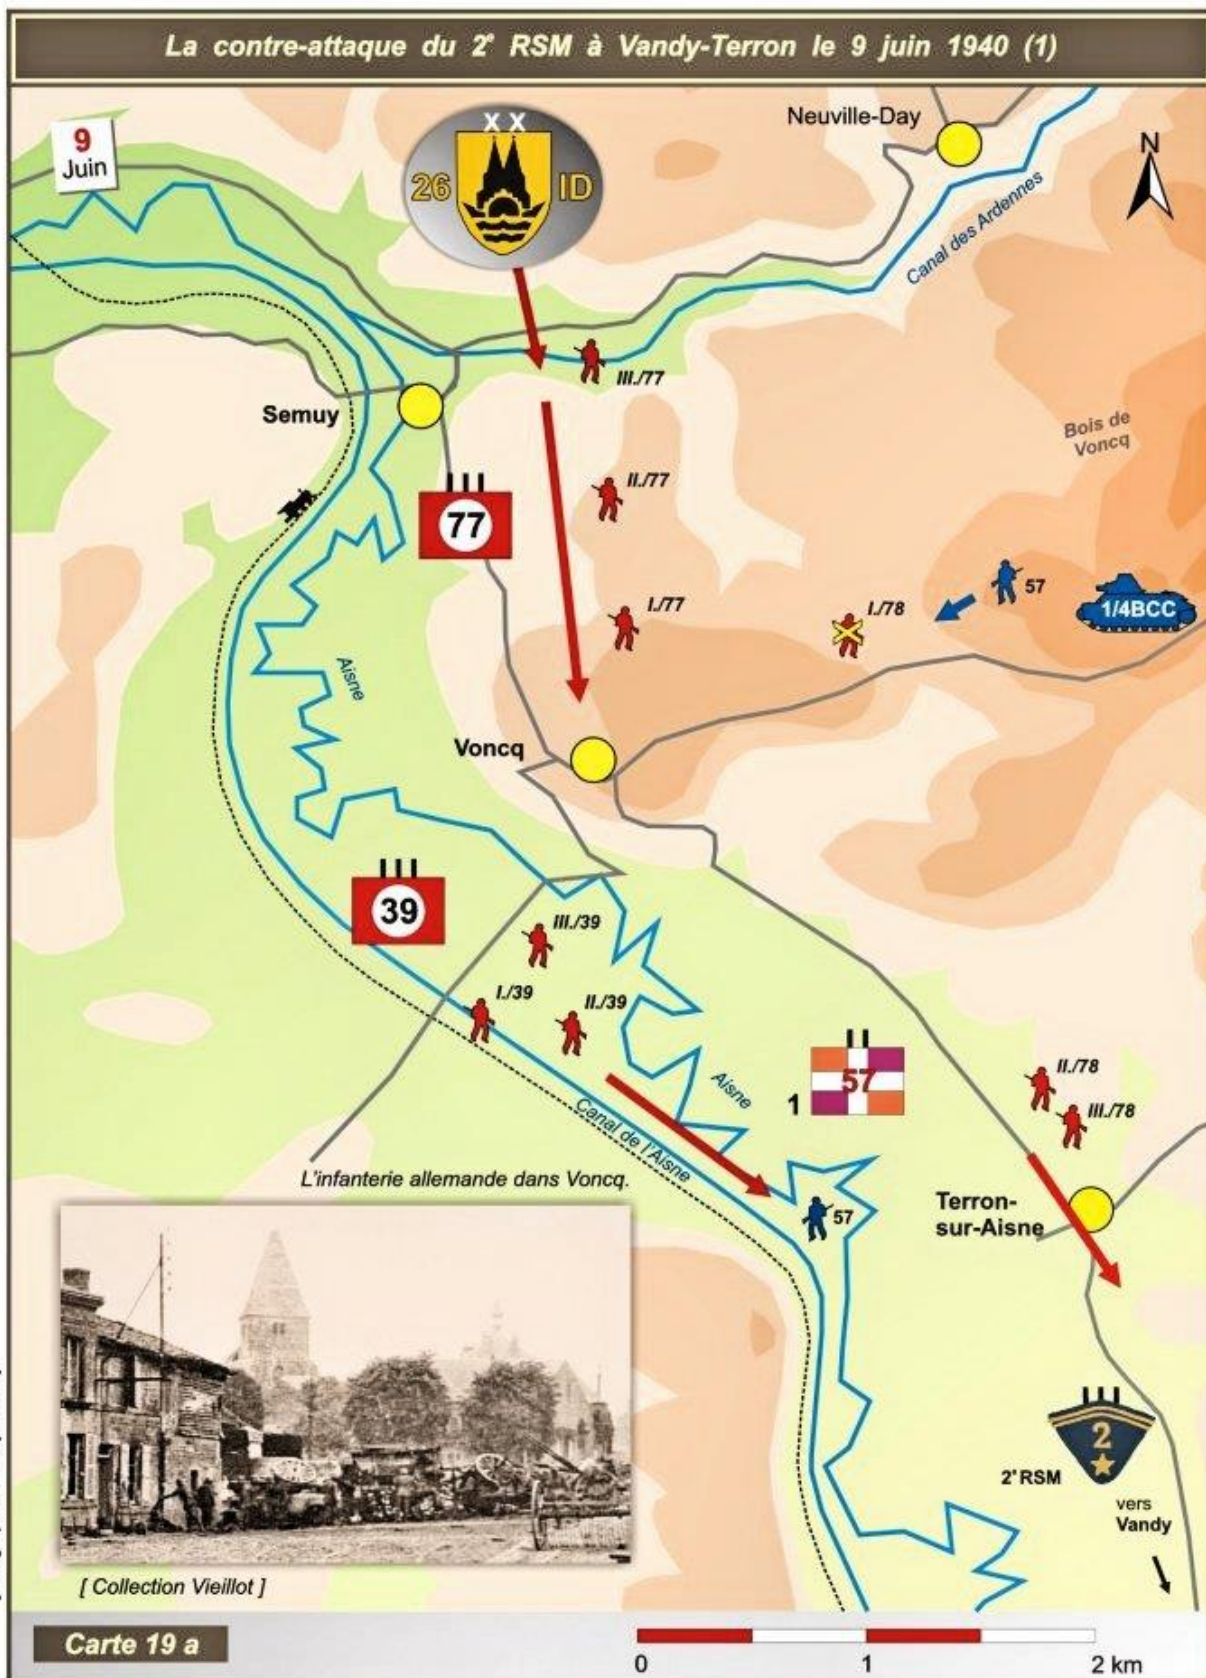 La contre-attaque du 2e RSM à Vandy-Terron le 9 juin 1940 (1)
9
Juin
XX
26 ID
Neuville-Day
N
Canal des Ardennes
III./77
Semuy
Bois de
Voncq
II./77
77
57
1/4BCC
I./77
I./78
Aisne
Voncq
39
III./39
I./39
II./39
57
1
Aisne
II./78
III./78
Canal de l'Aisne
L'infanterie allemande dans Voncq.
57
Terron-
sur-Aisne
2
2e RSM
vers
Vandy
[ Collection Vieillot ]
Carte 19 a
0 1 2 km